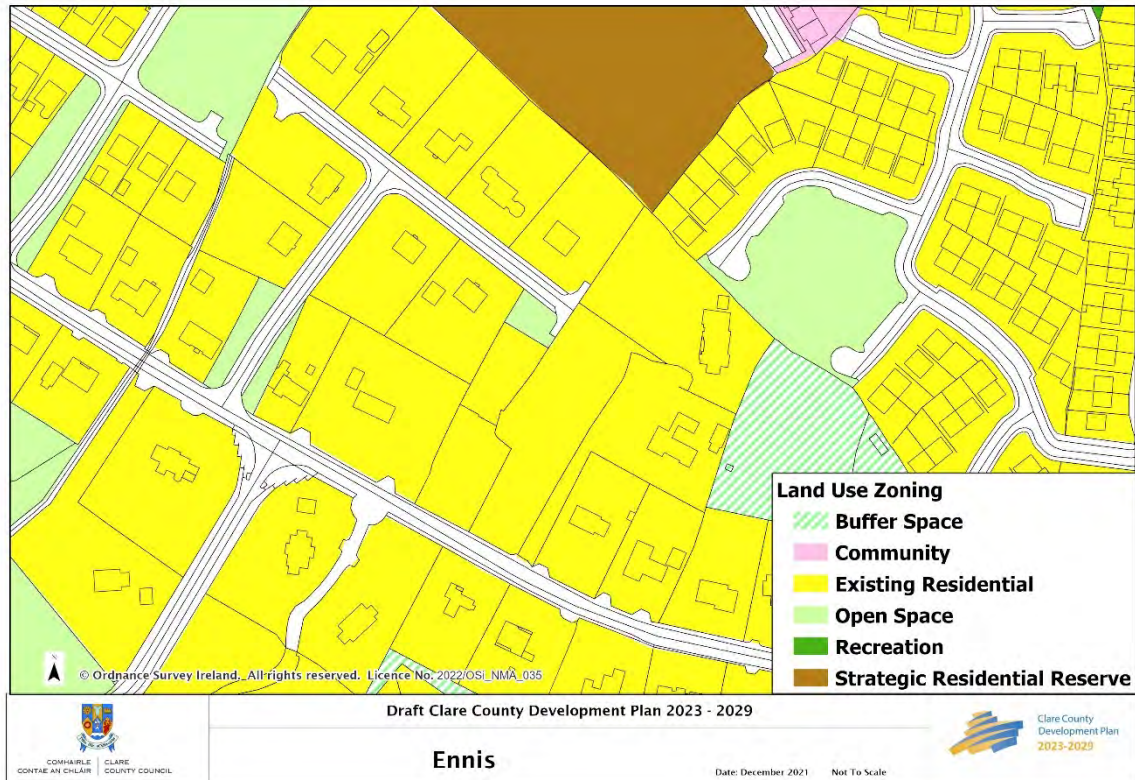 Land Use Zoning
Buffer Space
Community
Existing Residential
Open Space
Recreation
Strategic Residential Reserve
N
© Ordnance Survey Ireland, All rights reserved. Licence No. 2022/OSi_NMA_035
COMHAIRLE
CONTAE AN CHLÁIR
CLARE
COUNTY COUNCIL
Draft Clare County Development Plan 2023 - 2029
Ennis
Date: December 2021 Not To Scale
Clare County
Development Plan
2023-2029